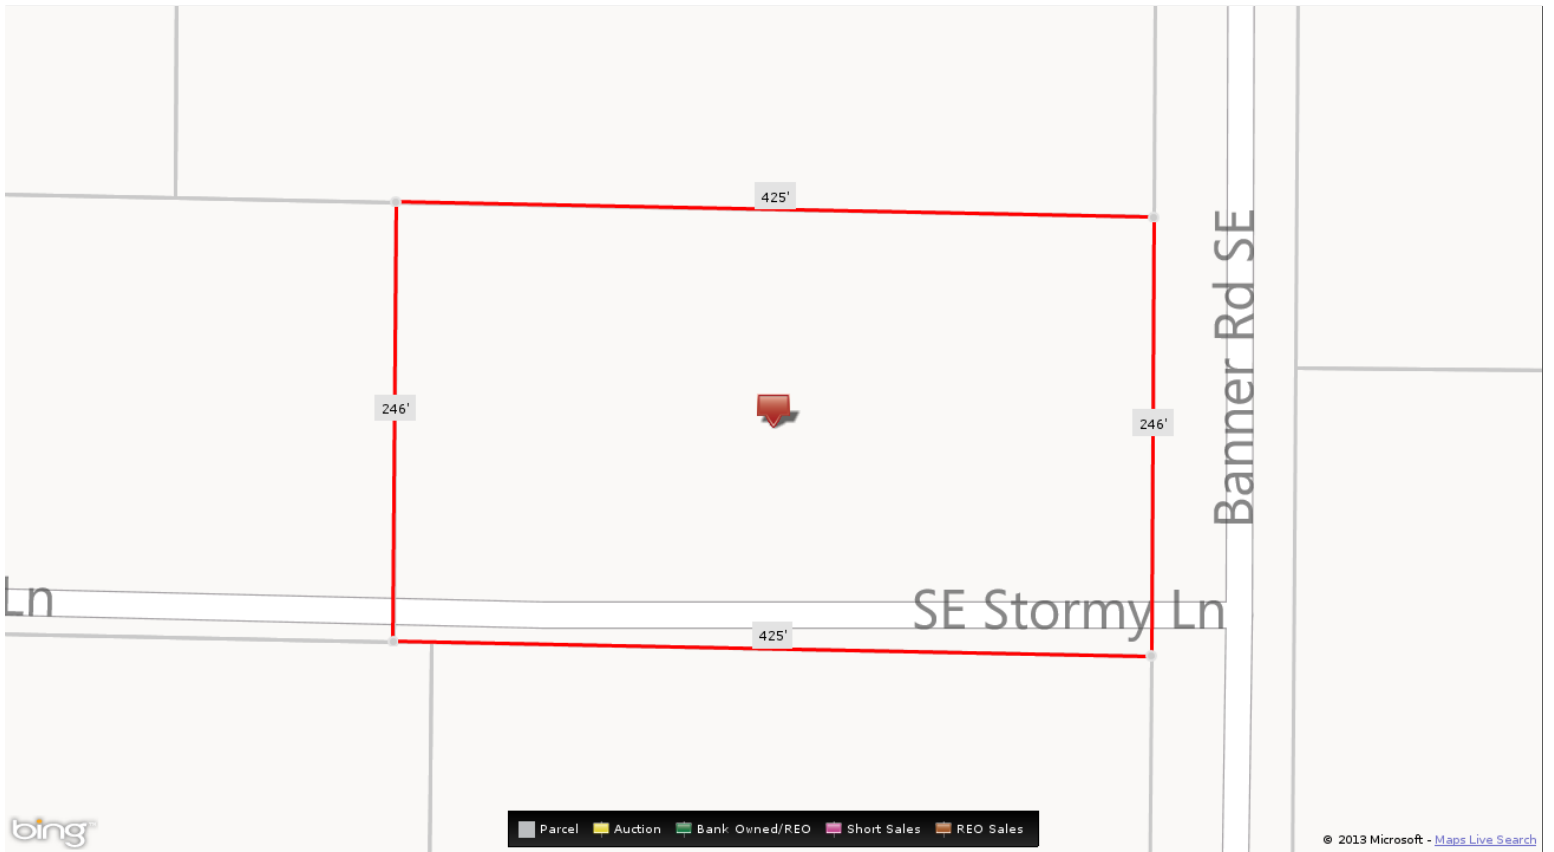 425'
Banner Rd SE
246'
246'
Ln
SE Stormy Ln
425'
bing™
Parcel Auction Bank Owned/REO Short Sales REO Sales
© 2013 Microsoft - Maps Live Search